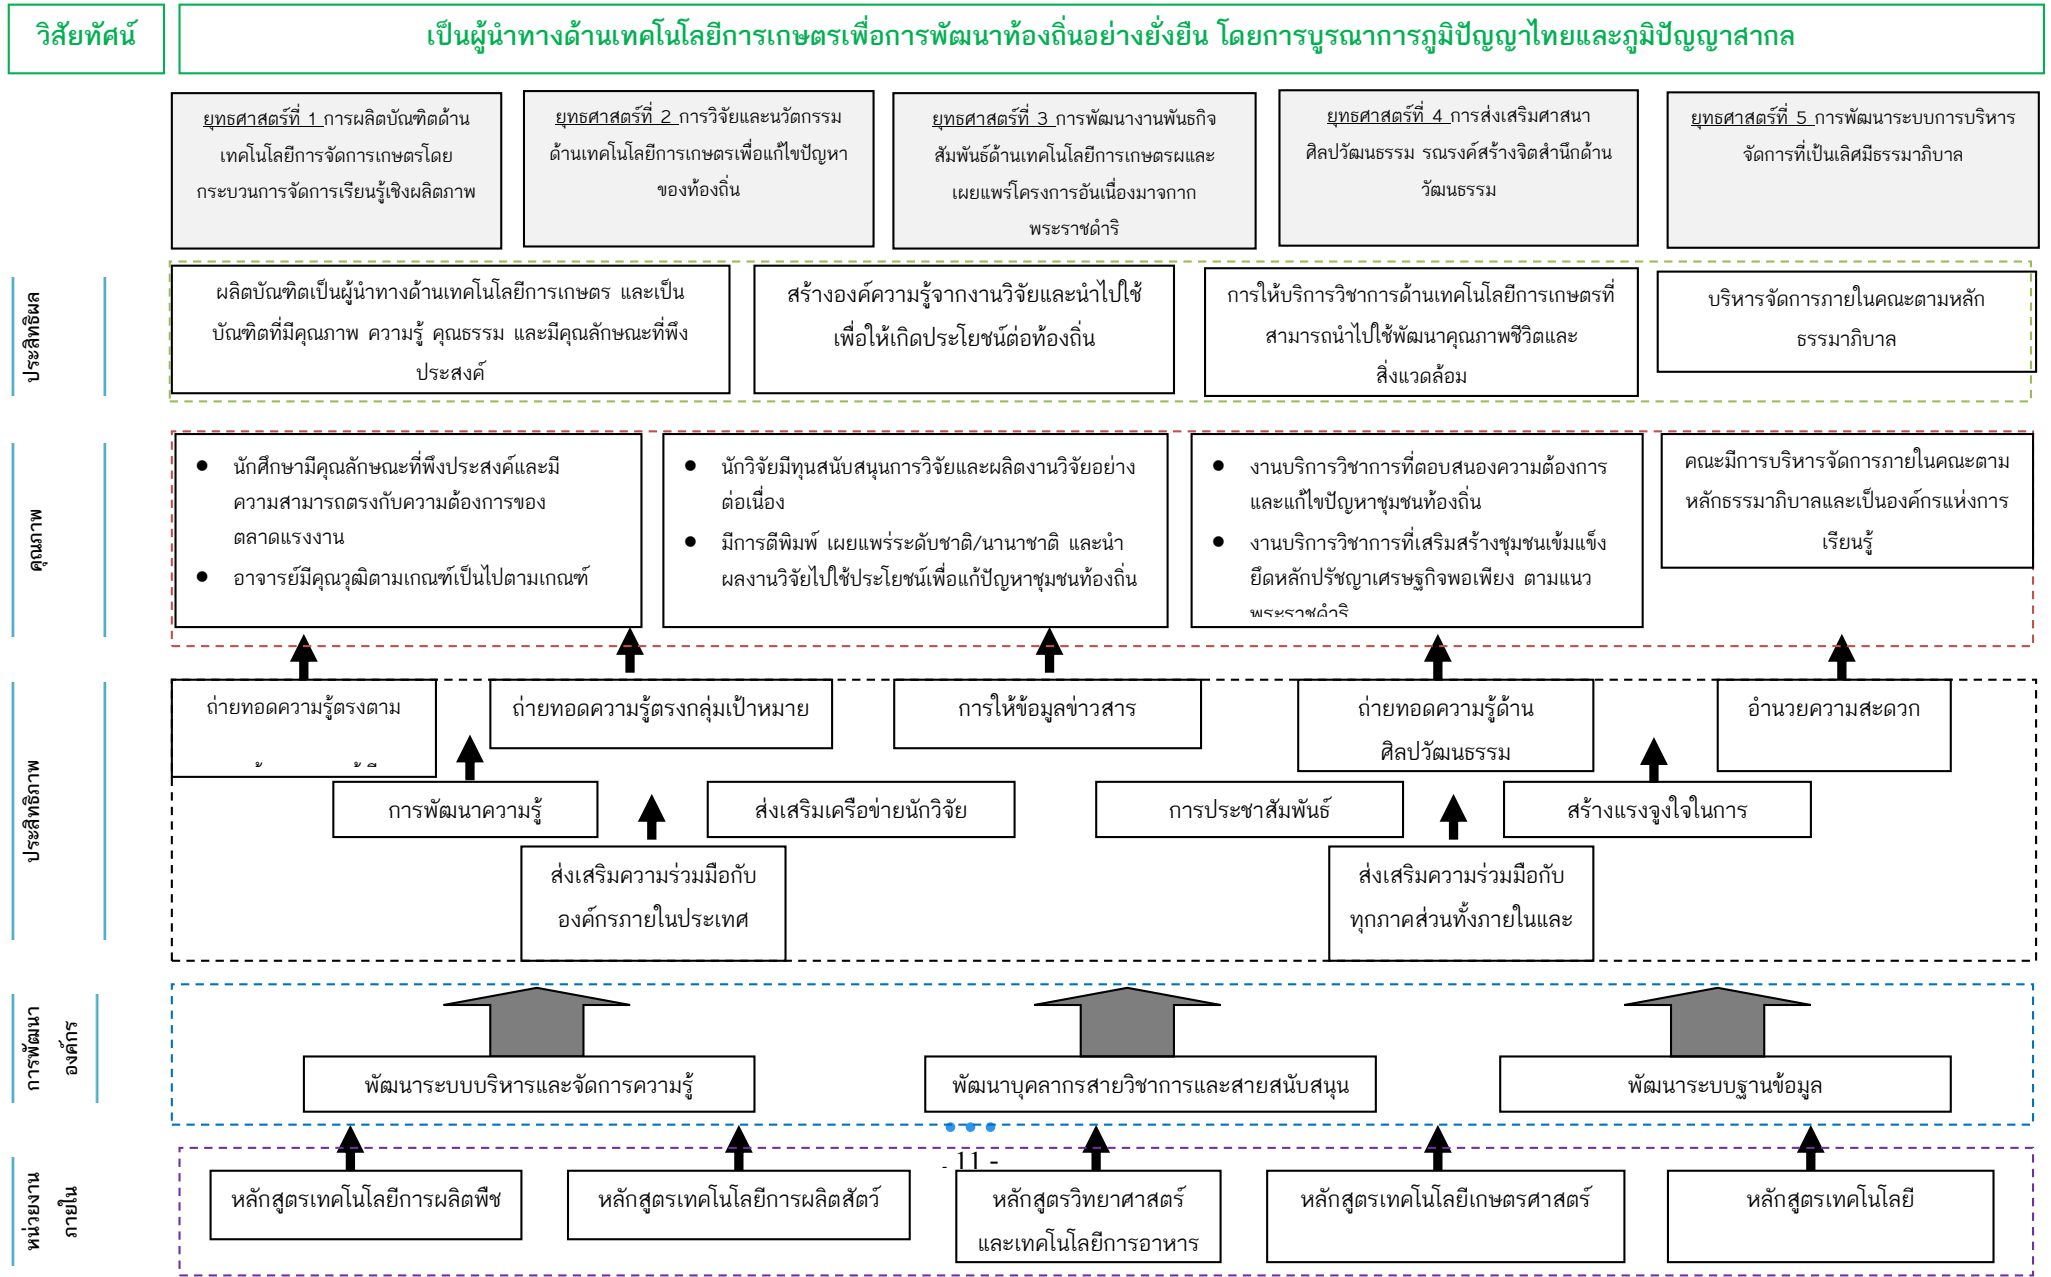 วิสัยทัศน์
เป็นผู้นำทางด้านเทคโนโลยีการเกษตรเพื่อการพัฒนาท้องถิ่นอย่างยั่งยืน โดยการบูรณาการภูมิปัญญาไทยและภูมิปัญญาสากล
ยุทธศาสตร์ที่ 1 การผลิตบัณฑิตด้าน
เทคโนโลยีการจัดการเกษตรโดย
กระบวนการจัดการเรียนรู้เชิงผลิตภาพ
ยุทธศาสตร์ที่ 2 การวิจัยและนวัตกรรม
ด้านเทคโนโลยีการเกษตรเพื่อแก้ไขปัญหา
ของท้องถิ่น
ยุทธศาสตร์ที่ 3 การพัฒนางานพันธกิจ
สัมพันธ์ด้านเทคโนโลยีการเกษตรผและ
เผยแพร่โครงการอันเนื่องมาจกาก
พระราชดำริ
ยุทธศาสตร์ที่ 4 การส่งเสริมศาสนา
ศิลปวัฒนธรรม รณรงค์สร้างจิตสำนึกด้าน
วัฒนธรรม
ยุทธศาสตร์ที่ 5 การพัฒนาระบบการบริหาร
จัดการที่เป้นเลิศมีธรรมาภิบาล
ประสิทธิผล
ผลิตบัณฑิตเป็นผู้นำทางด้านเทคโนโลยีการเกษตร และเป็น
บัณฑิตที่มีคุณภาพ ความรู้ คุณธรรม และมีคุณลักษณะที่พึง
ประสงค์
สร้างองค์ความรู้จากงานวิจัยและนำไปใช้
เพื่อให้เกิดประโยชน์ต่อท้องถิ่น
การให้บริการวิชาการด้านเทคโนโลยีการเกษตรที่
สามารถนำไปใช้พัฒนาคุณภาพชีวิตและ
สิ่งแวดล้อม
บริหารจัดการภายในคณะตามหลัก
ธรรมาภิบาล
คุณภาพ
● นักศึกษามีคุณลักษณะที่พึงประสงค์และมี
ความสามารถตรงกับความต้องการของ
ตลาดแรงงาน
● อาจารย์มีคุณวุฒิตามเกณฑ์เป็นไปตามเกณฑ์
● นักวิจัยมีทุนสนับสนุนการวิจัยและผลิตงานวิจัยอย่าง
ต่อเนื่อง
● มีการตีพิมพ์ เผยแพร่ระดับชาติ/นานาชาติ และนำ
ผลงานวิจัยไปใช้ประโยชน์เพื่อแก้ปัญหาชุมชนท้องถิ่น
● งานบริการวิชาการที่ตอบสนองความต้องการ
และแก้ไขปัญหาชุมชนท้องถิ่น
● งานบริการวิชาการที่เสริมสร้างชุมชนเข้มแข็ง
ยึดหลักปรัชญาเศรษฐกิจพอเพียง ตามแนว
พระราชดำริ
คณะมีการบริหารจัดการภายในคณะตาม
หลักธรรมาภิบาลและเป็นองค์กรแห่งการ
เรียนรู้
ประสิทธิภาพ
ถ่ายทอดความรู้ตรงตาม
ถ่ายทอดความรู้ตรงกลุ่มเป้าหมาย
การให้ข้อมูลข่าวสาร
ถ่ายทอดความรู้ด้าน
ศิลปวัฒนธรรม
อำนวยความสะดวก
การพัฒนาความรู้
ส่งเสริมเครือข่ายนักวิจัย
การประชาสัมพันธ์
สร้างแรงจูงใจในการ
ส่งเสริมความร่วมมือกับ
องค์กรภายในประเทศ
ส่งเสริมความร่วมมือกับ
ทุกภาคส่วนทั้งภายในและ
การพัฒนา
องค์กร
พัฒนาระบบบริหารและจัดการความรู้
พัฒนาบุคลากรสายวิชาการและสายสนับสนุน
พัฒนาระบบฐานข้อมูล
- 11 -
หน่วยงาน
ภายใน
หลักสูตรเทคโนโลยีการผลิตพืช
หลักสูตรเทคโนโลยีการผลิตสัตว์
หลักสูตรวิทยาศาสตร์
และเทคโนโลยีการอาหาร
หลักสูตรเทคโนโลยีเกษตรศาสตร์
หลักสูตรเทคโนโลยี